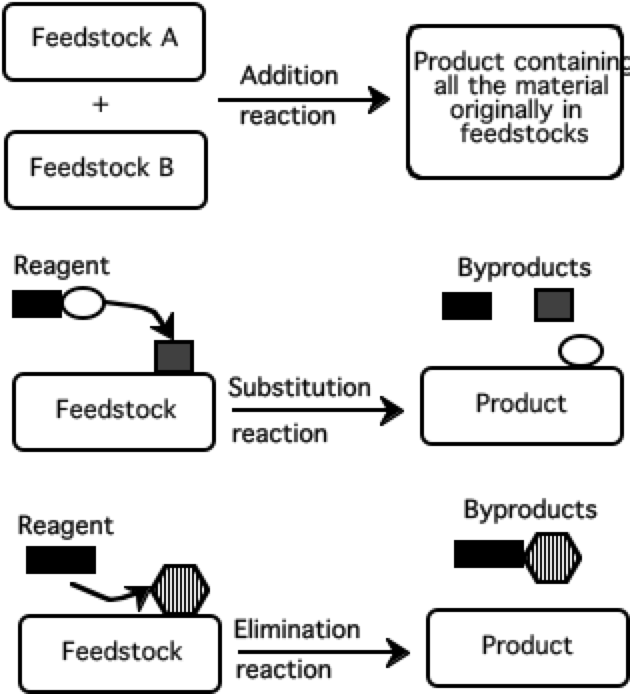 Feedstock A
+
Feedstock B
Addition
reaction
Product containing
all the material
originally in
feedstocks
Reagent
Feedstock
Substitution
reaction
Byproducts
Product
Reagent
Feedstock
Elimination
reaction
Byproducts
Product